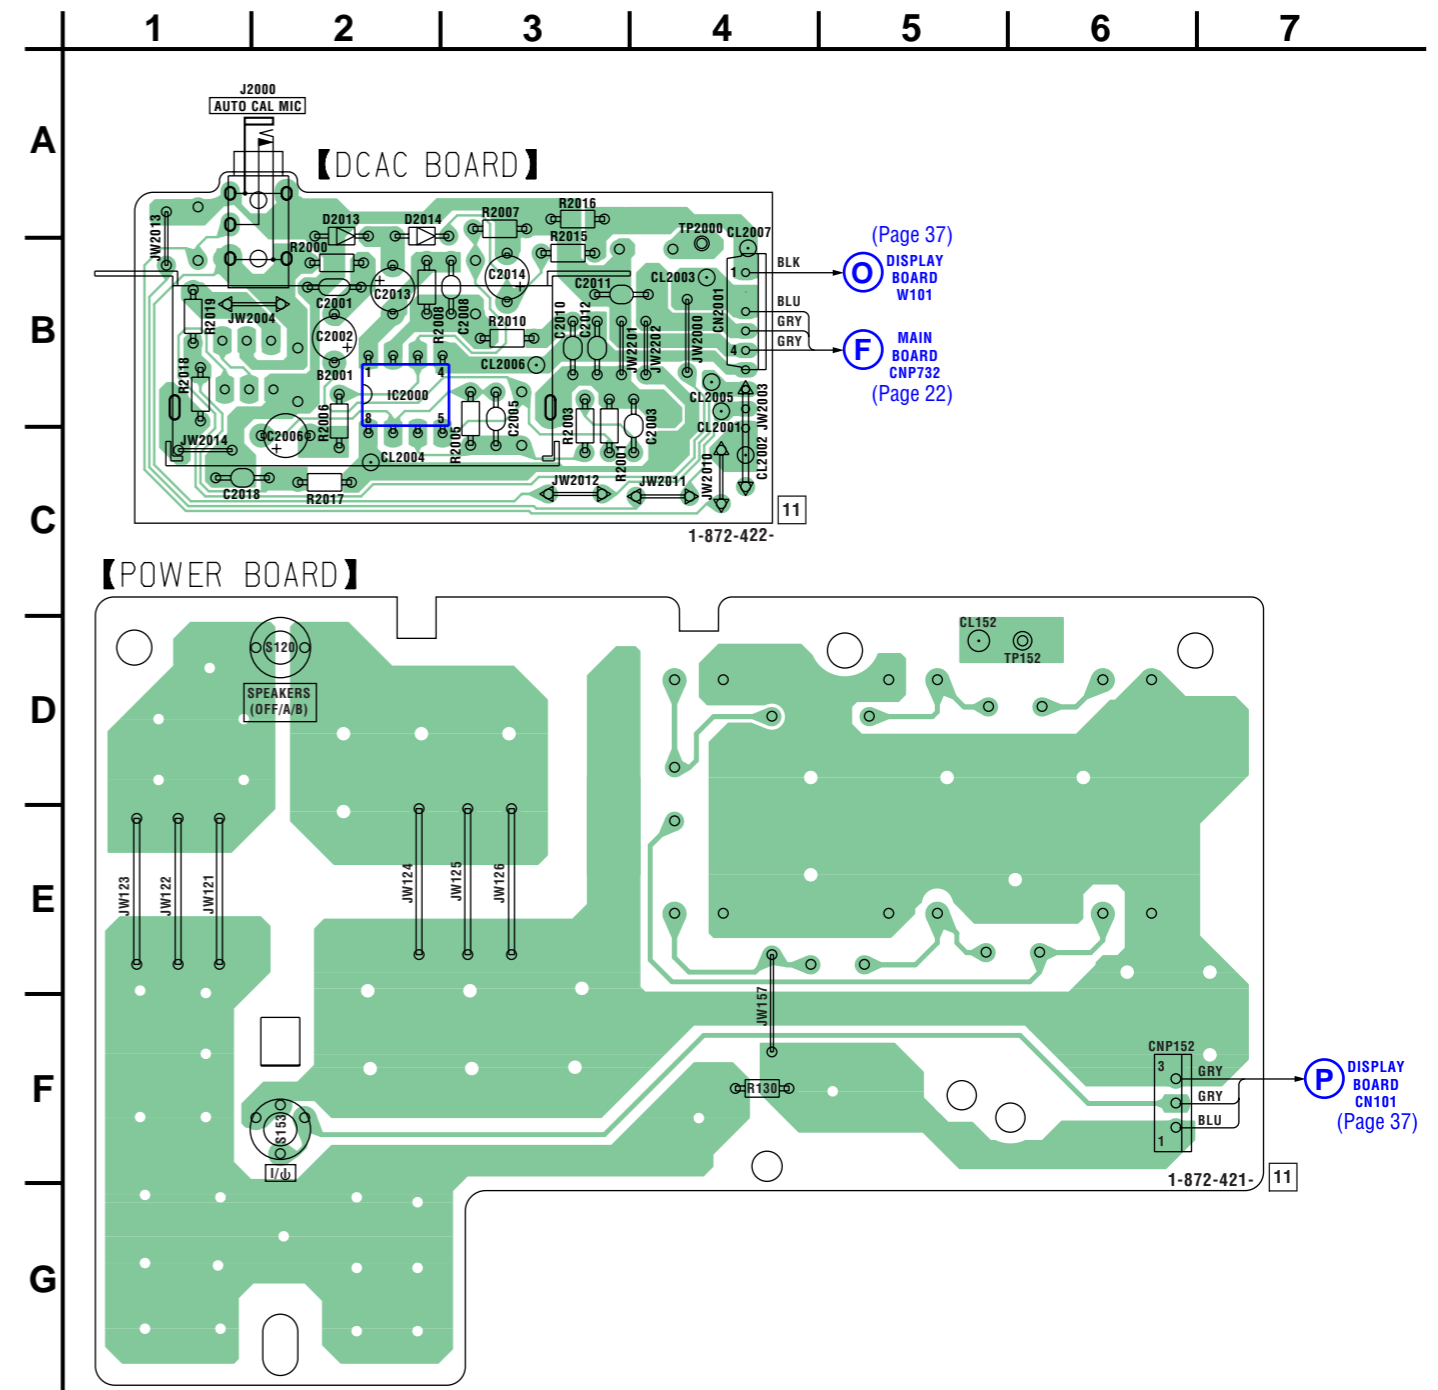 1 2 3 4 5 6 7
A
B
C
D
E
F
G
J2000
AUTO CAL MIC
【DCAC BOARD】
JW2013
D2013
D2014
R2007
R2016
R2000
R2015
TP2000
CL2007
C2001
C2013
C2014
C2011
CL2003
R2019
JW2004
C2002
R2008
C2008
R2010
C2010
C2012
JW2201
JW2202
JW2000
CN2001
1
4
BLK
BLU
GRY
GRY
(Page 37)
O DISPLAY
BOARD
W101
F MAIN
BOARD
CNP732
(Page 22)
R2018
B2001
1 4
IC2000
8 5
CL2006
CL2005
JW2003
R2006
C2006
R2005
C2005
R2003
R2001
C2003
CL2001
CL2002
JW2014
CL2004
JW2010
C2018
R2017
JW2012
JW2011
11
1-872-422-
【POWER BOARD】
S120
SPEAKERS
(OFF/A/B)
CL152
TP152
JW123
JW122
JW121
JW124
JW125
JW126
JW157
R130
S153
I/⏻
CNP152
3
1
GRY
GRY
BLU
P DISPLAY
BOARD
CN101
(Page 37)
1-872-421-
11